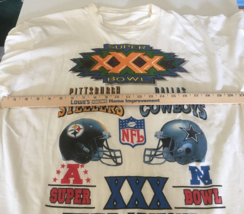 SUPER
XXX
BOWL
PITTSBURGH DALLAS
LOWE'S Home Improvement
STEELERS COWBOYS
NFL
A N
SUPER XXX BOWL